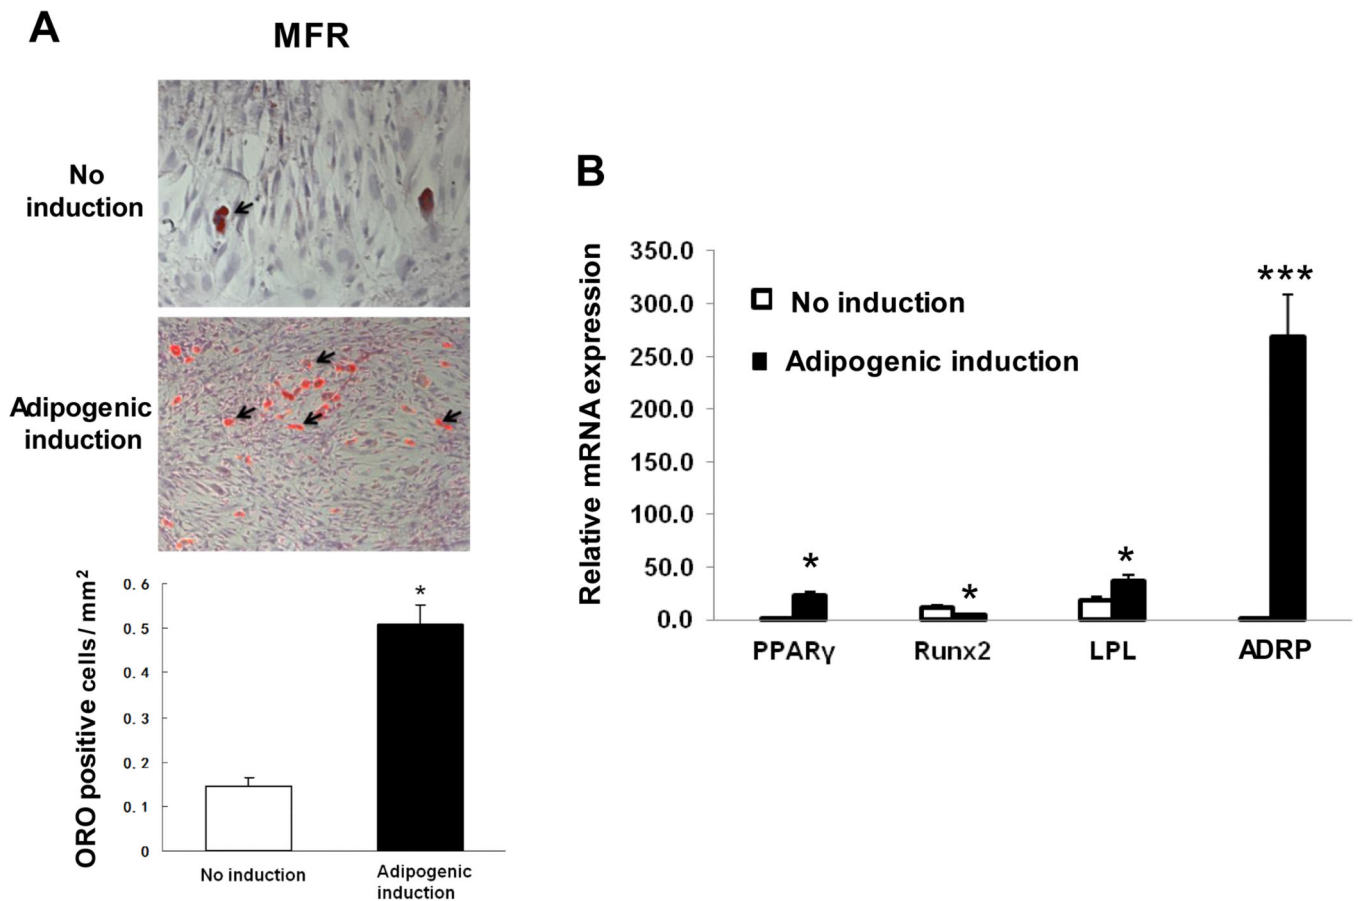 A
MFR
No
induction
Adipogenic
induction
ORO positive cells/mm²
0.6
0.5
0.4
0.3
0.2
0.1
0
*
No induction
Adipogenic
induction
B
Relative mRNA expression
350.0
300.0
250.0
200.0
150.0
100.0
50.0
0.0
No induction
Adipogenic induction
*
*
*
***
PPARγ
Runx2
LPL
ADRP